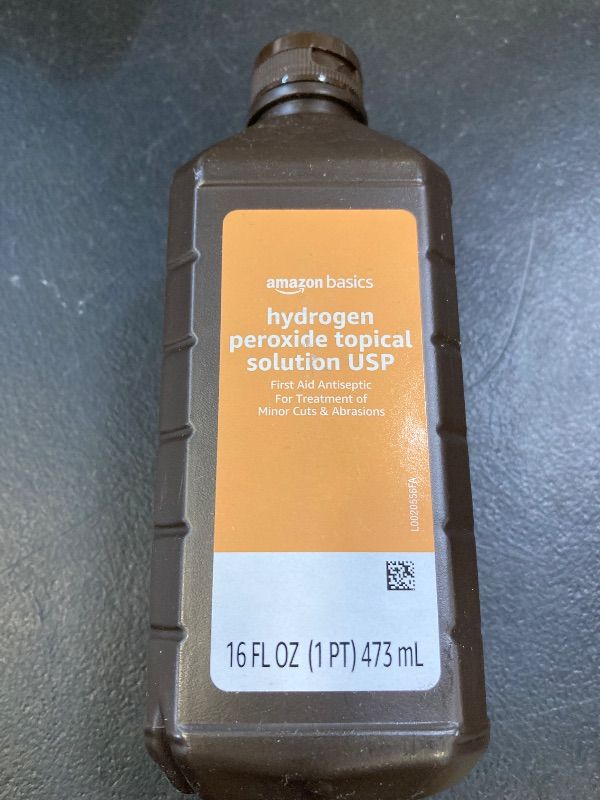 amazon basics
hydrogen
peroxide topical
solution USP
First Aid Antiseptic
For Treatment of
Minor Cuts & Abrasions
L0020556FA
16 FL OZ (1 PT) 473 mL